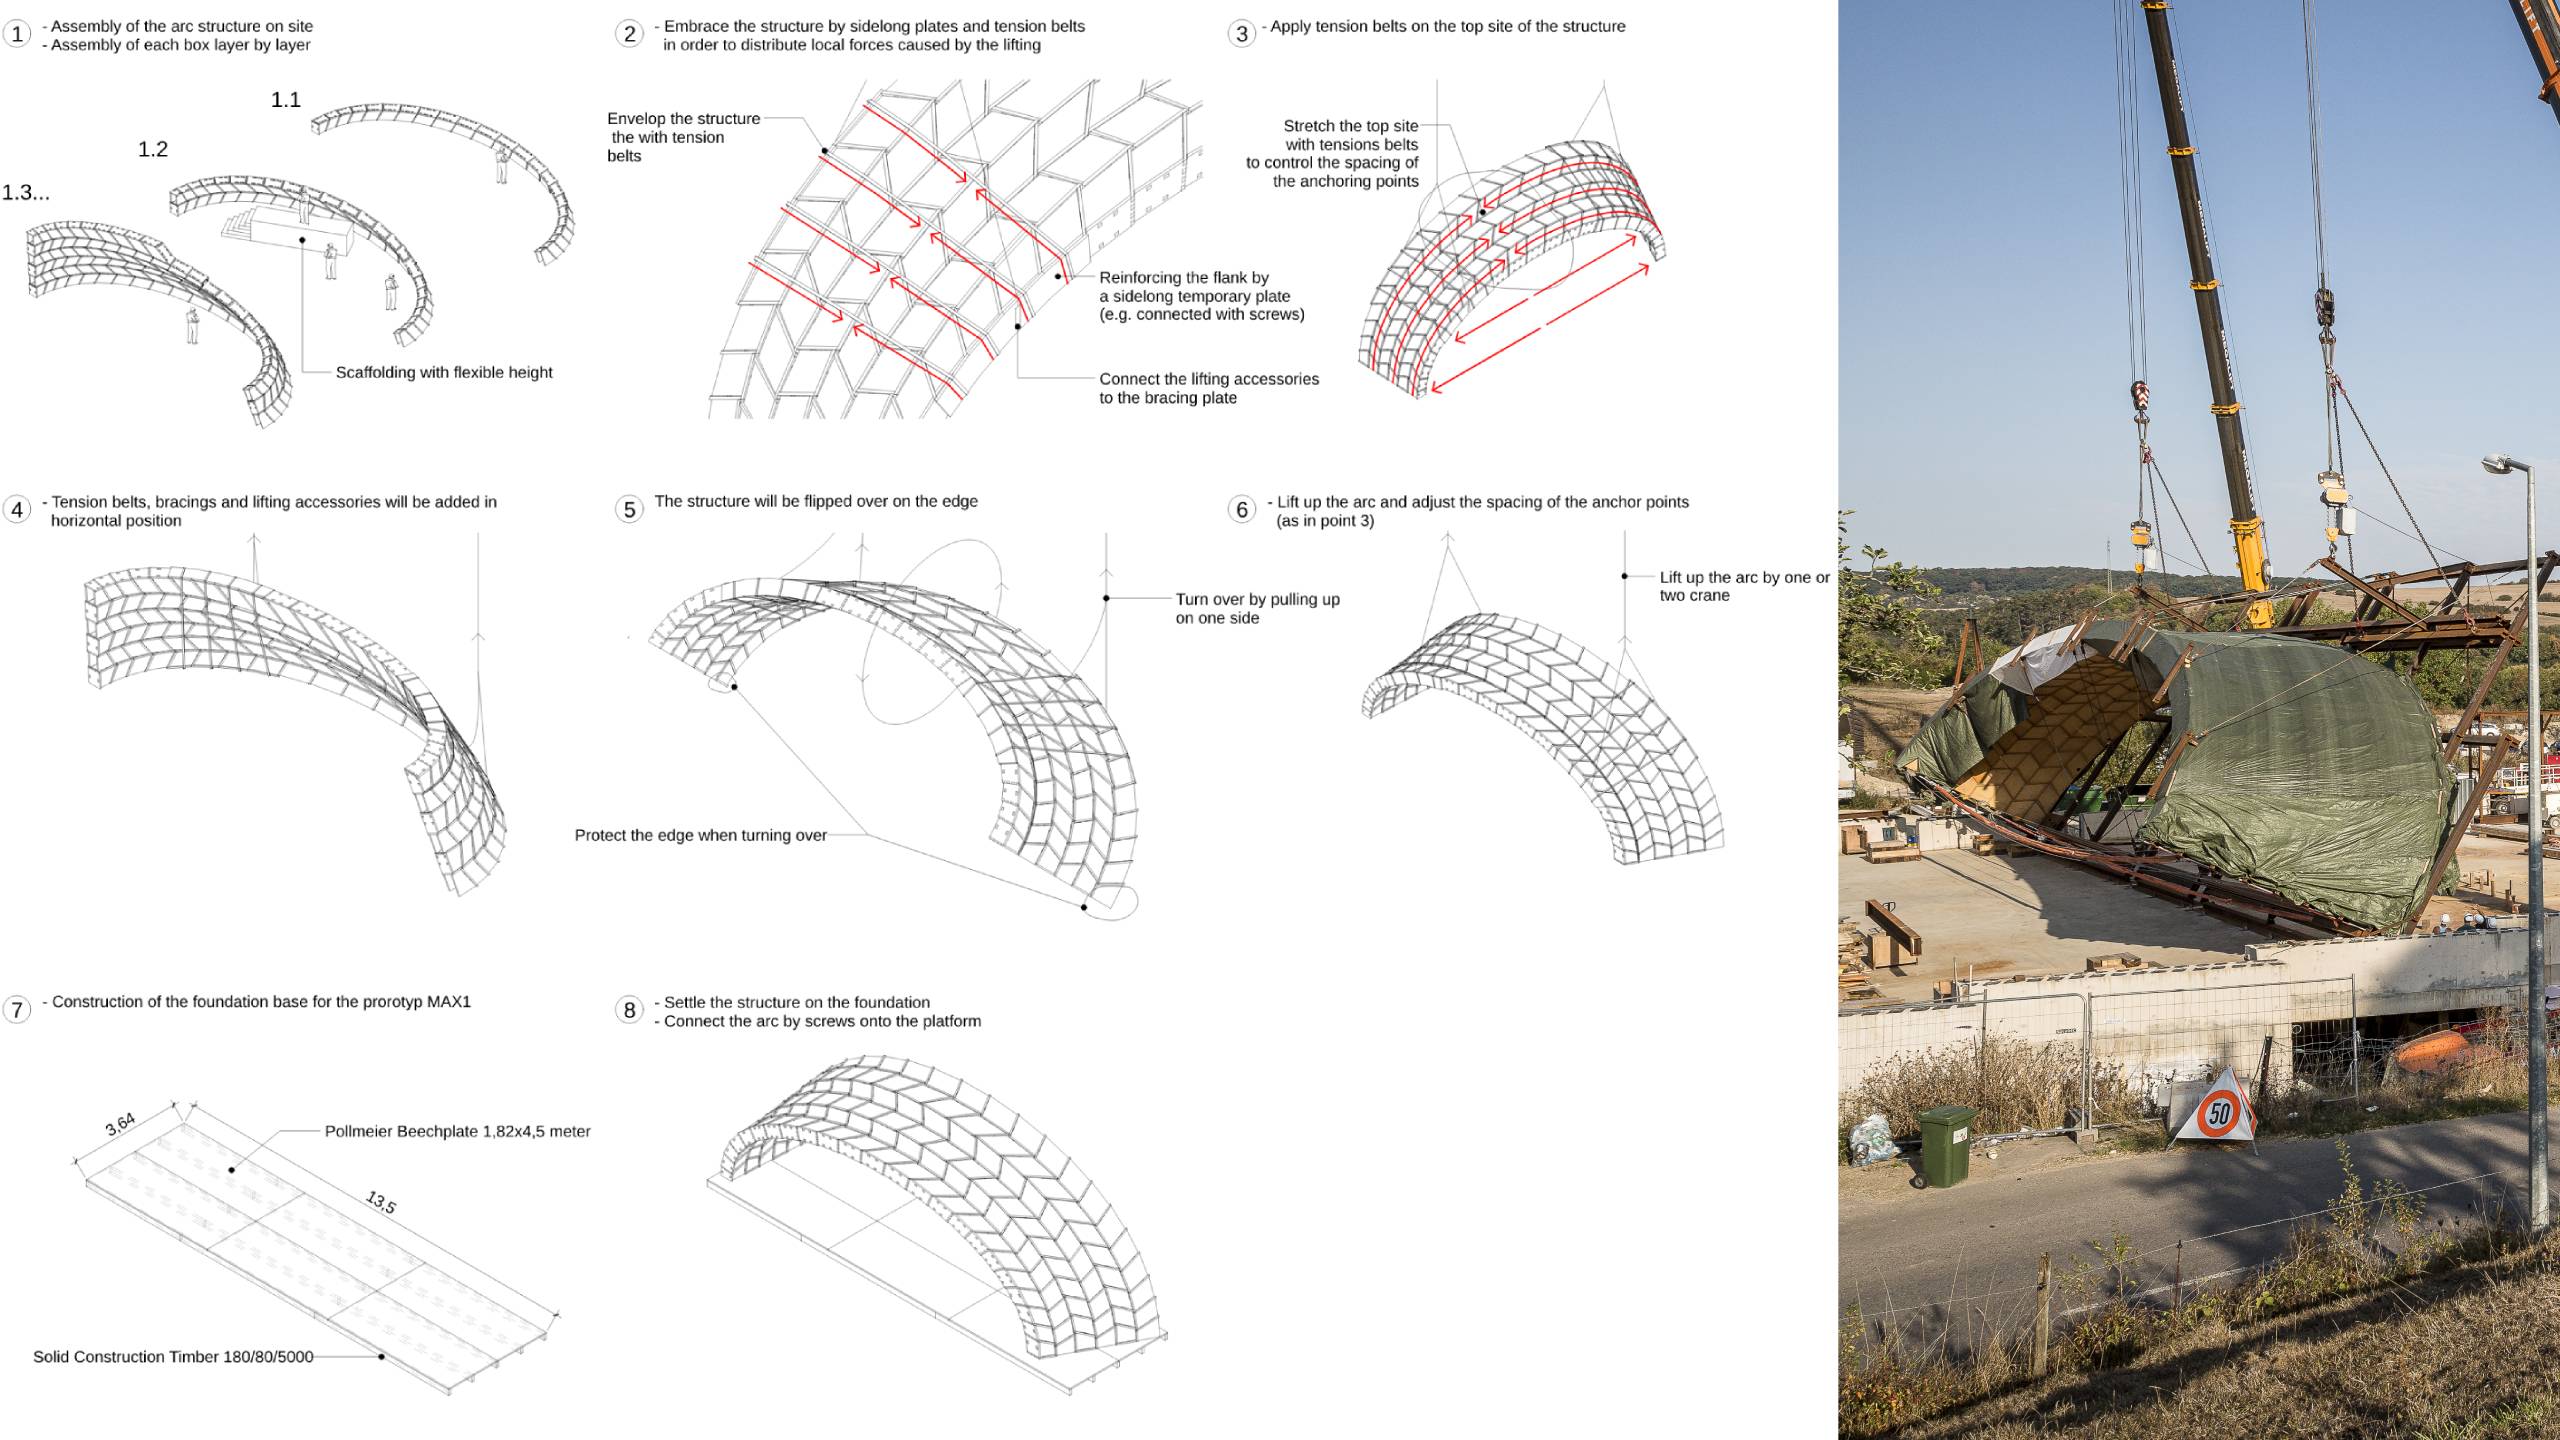 1
- Assembly of the arc structure on site
- Assembly of each box layer by layer
1.1
1.2
1.3...
Scaffolding with flexible height
2
- Embrace the structure by sidelong plates and tension belts
in order to distribute local forces caused by the lifting
Envelop the structure
the with tension
belts
Reinforcing the flank by
a sidelong temporary plate
(e.g. connected with screws)
Connect the lifting accessories
to the bracing plate
3
- Apply tension belts on the top site of the structure
Stretch the top site
with tensions belts
to control the spacing of
the anchoring points
4
- Tension belts, bracings and lifting accessories will be added in
horizontal position
5
The structure will be flipped over on the edge
Turn over by pulling up
on one side
Protect the edge when turning over
6
- Lift up the arc and adjust the spacing of the anchor points
(as in point 3)
Lift up the arc by one or
two crane
7
- Construction of the foundation base for the prorotyp MAX1
3,64
Pollmeier Beechplate 1,82x4,5 meter
13,5
Solid Construction Timber 180/80/5000
8
- Settle the structure on the foundation
- Connect the arc by screws onto the platform
50